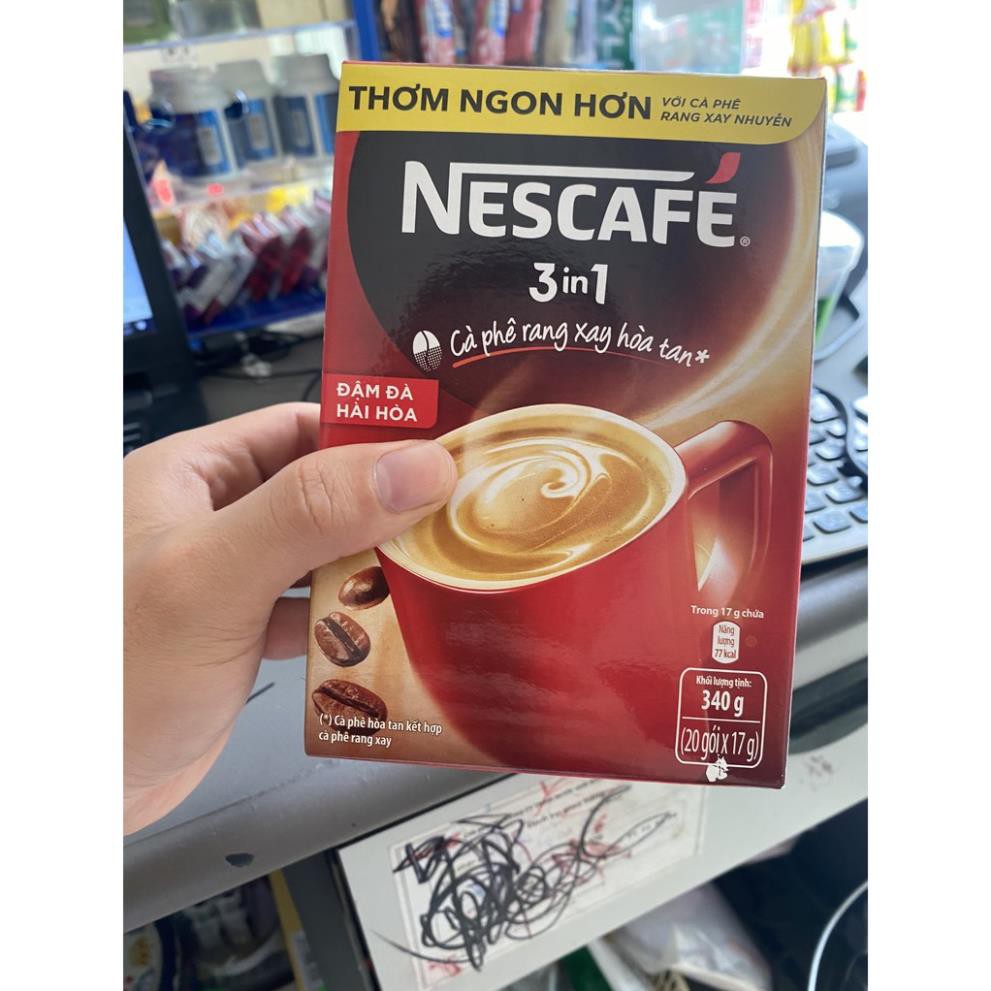 THƠM NGON HƠN
VỚI CÀ PHÊ
RANG XAY NHUYỄN
NESCAFÉ®
3in1
Cà phê rang xay hòa tan*
ĐẬM ĐÀ
HÀI HÒA
Trong 17 g chứa
Năng
lượng
77 kcal
Khối lượng tịnh:
340 g
(20 gói x 17 g)
(*) Cà phê hòa tan kết hợp
cà phê rang xay